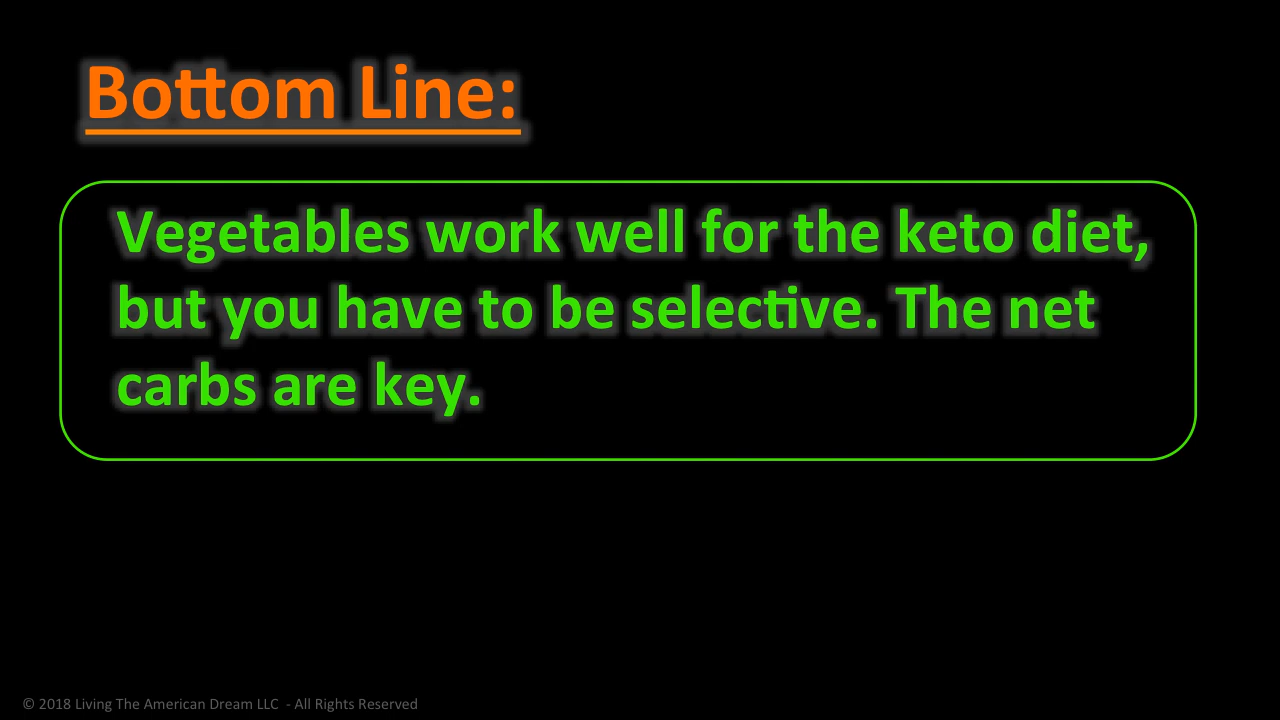 Bottom Line:
Vegetables work well for the keto diet,
but you have to be selective. The net
carbs are key.
© 2018 Living The American Dream LLC - All Rights Reserved